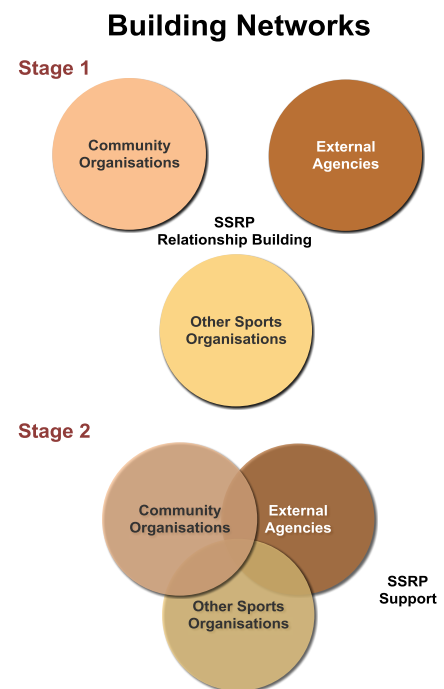 Building Networks
Stage 1
Community
Organisations
External
Agencies
SSRP
Relationship Building
Other Sports
Organisations
Stage 2
Community
Organisations
External
Agencies
SSRP
Support
Other Sports
Organisations